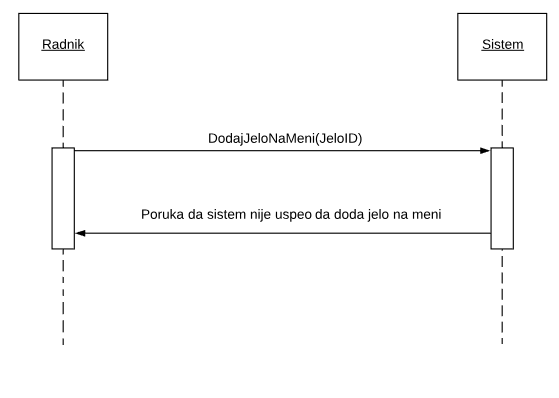 Radnik
Sistem
DodajJeloNaMeni(JeloID)
Poruka da sistem nije uspeo da doda jelo na meni